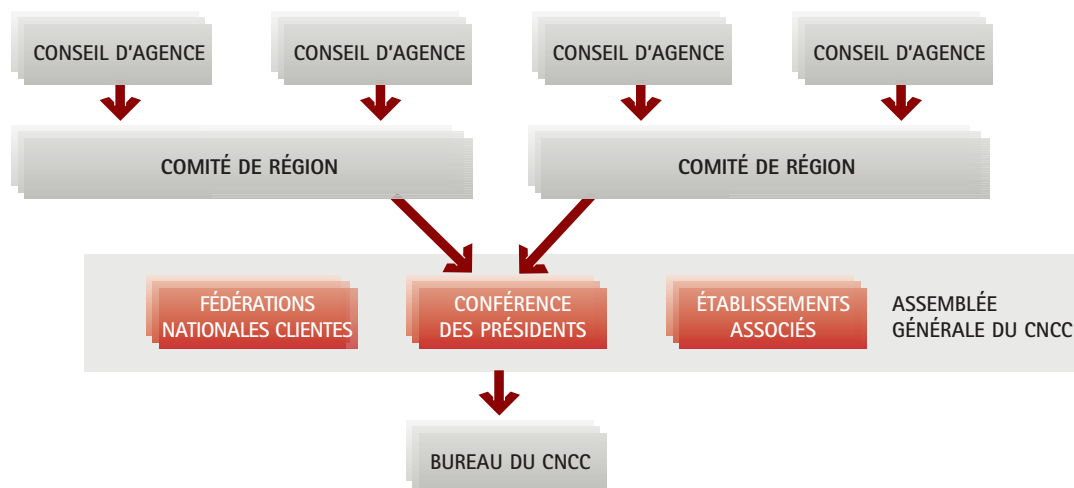 CONSEIL D'AGENCE
CONSEIL D'AGENCE
CONSEIL D'AGENCE
CONSEIL D'AGENCE
COMITÉ DE RÉGION
COMITÉ DE RÉGION
FÉDÉRATIONS
NATIONALES CLIENTES
CONFÉRENCE
DES PRÉSIDENTS
ÉTABLISSEMENTS
ASSOCIÉS
ASSEMBLÉE
GÉNÉRALE DU CNCC
BUREAU DU CNCC